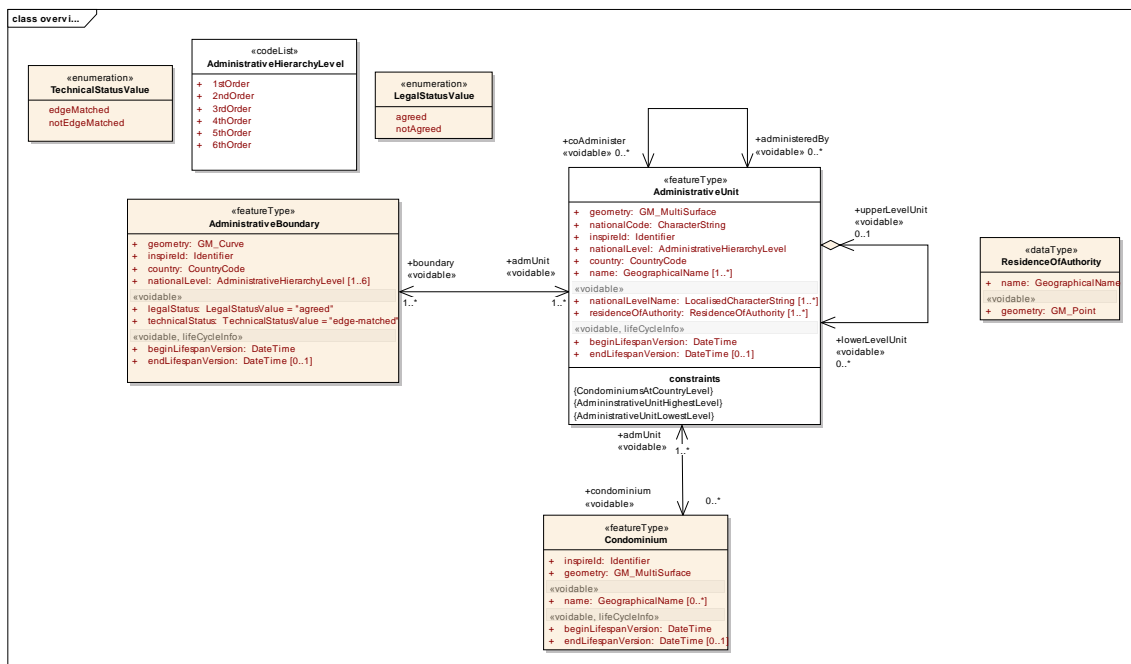 class overvi...
«enumeration»
TechnicalStatusValue
edgeMatched
notEdgeMatched
«codeList»
AdministrativeHierarchyLevel
+ 1stOrder
+ 2ndOrder
+ 3rdOrder
+ 4thOrder
+ 5thOrder
+ 6thOrder
«enumeration»
LegalStatusValue
agreed
notAgreed
+coAdminister
«voidable» 0..*
+administeredBy
«voidable» 0..*
«featureType»
AdministrativeUnit
+ geometry: GM_MultiSurface
+ nationalCode: CharacterString
+ inspireId: Identifier
+ nationalLevel: AdministrativeHierarchyLevel
+ country: CountryCode
+ name: GeographicalName [1..*]
«voidable»
+ nationalLevelName: LocalisedCharacterString [1..*]
+ residenceOfAuthority: ResidenceOfAuthority [1..*]
«voidable, lifeCycleInfo»
+ beginLifespanVersion: DateTime
+ endLifespanVersion: DateTime [0..1]
constraints
{CondominiumsAtCountryLevel}
{AdmininstrativeUnitHighestLevel}
{AdministrativeUnitLowestLevel}
+upperLevelUnit
«voidable»
0..1
+lowerLevelUnit
«voidable»
0..*
«dataType»
ResidenceOfAuthority
+ name: GeographicalName
«voidable»
+ geometry: GM_Point
«featureType»
AdministrativeBoundary
+ geometry: GM_Curve
+ inspireId: Identifier
+ country: CountryCode
+ nationalLevel: AdministrativeHierarchyLevel [1..6]
«voidable»
+ legalStatus: LegalStatusValue = "agreed"
+ technicalStatus: TechnicalStatusValue = "edge-matched"
«voidable, lifeCycleInfo»
+ beginLifespanVersion: DateTime
+ endLifespanVersion: DateTime [0..1]
+boundary
«voidable»
1..*
+admUnit
«voidable»
1..*
+admUnit
«voidable»
1..*
+condominium
«voidable»
0..*
«featureType»
Condominium
+ inspireId: Identifier
+ geometry: GM_MultiSurface
«voidable»
+ name: GeographicalName [0..*]
«voidable, lifeCycleInfo»
+ beginLifespanVersion: DateTime
+ endLifespanVersion: DateTime [0..1]